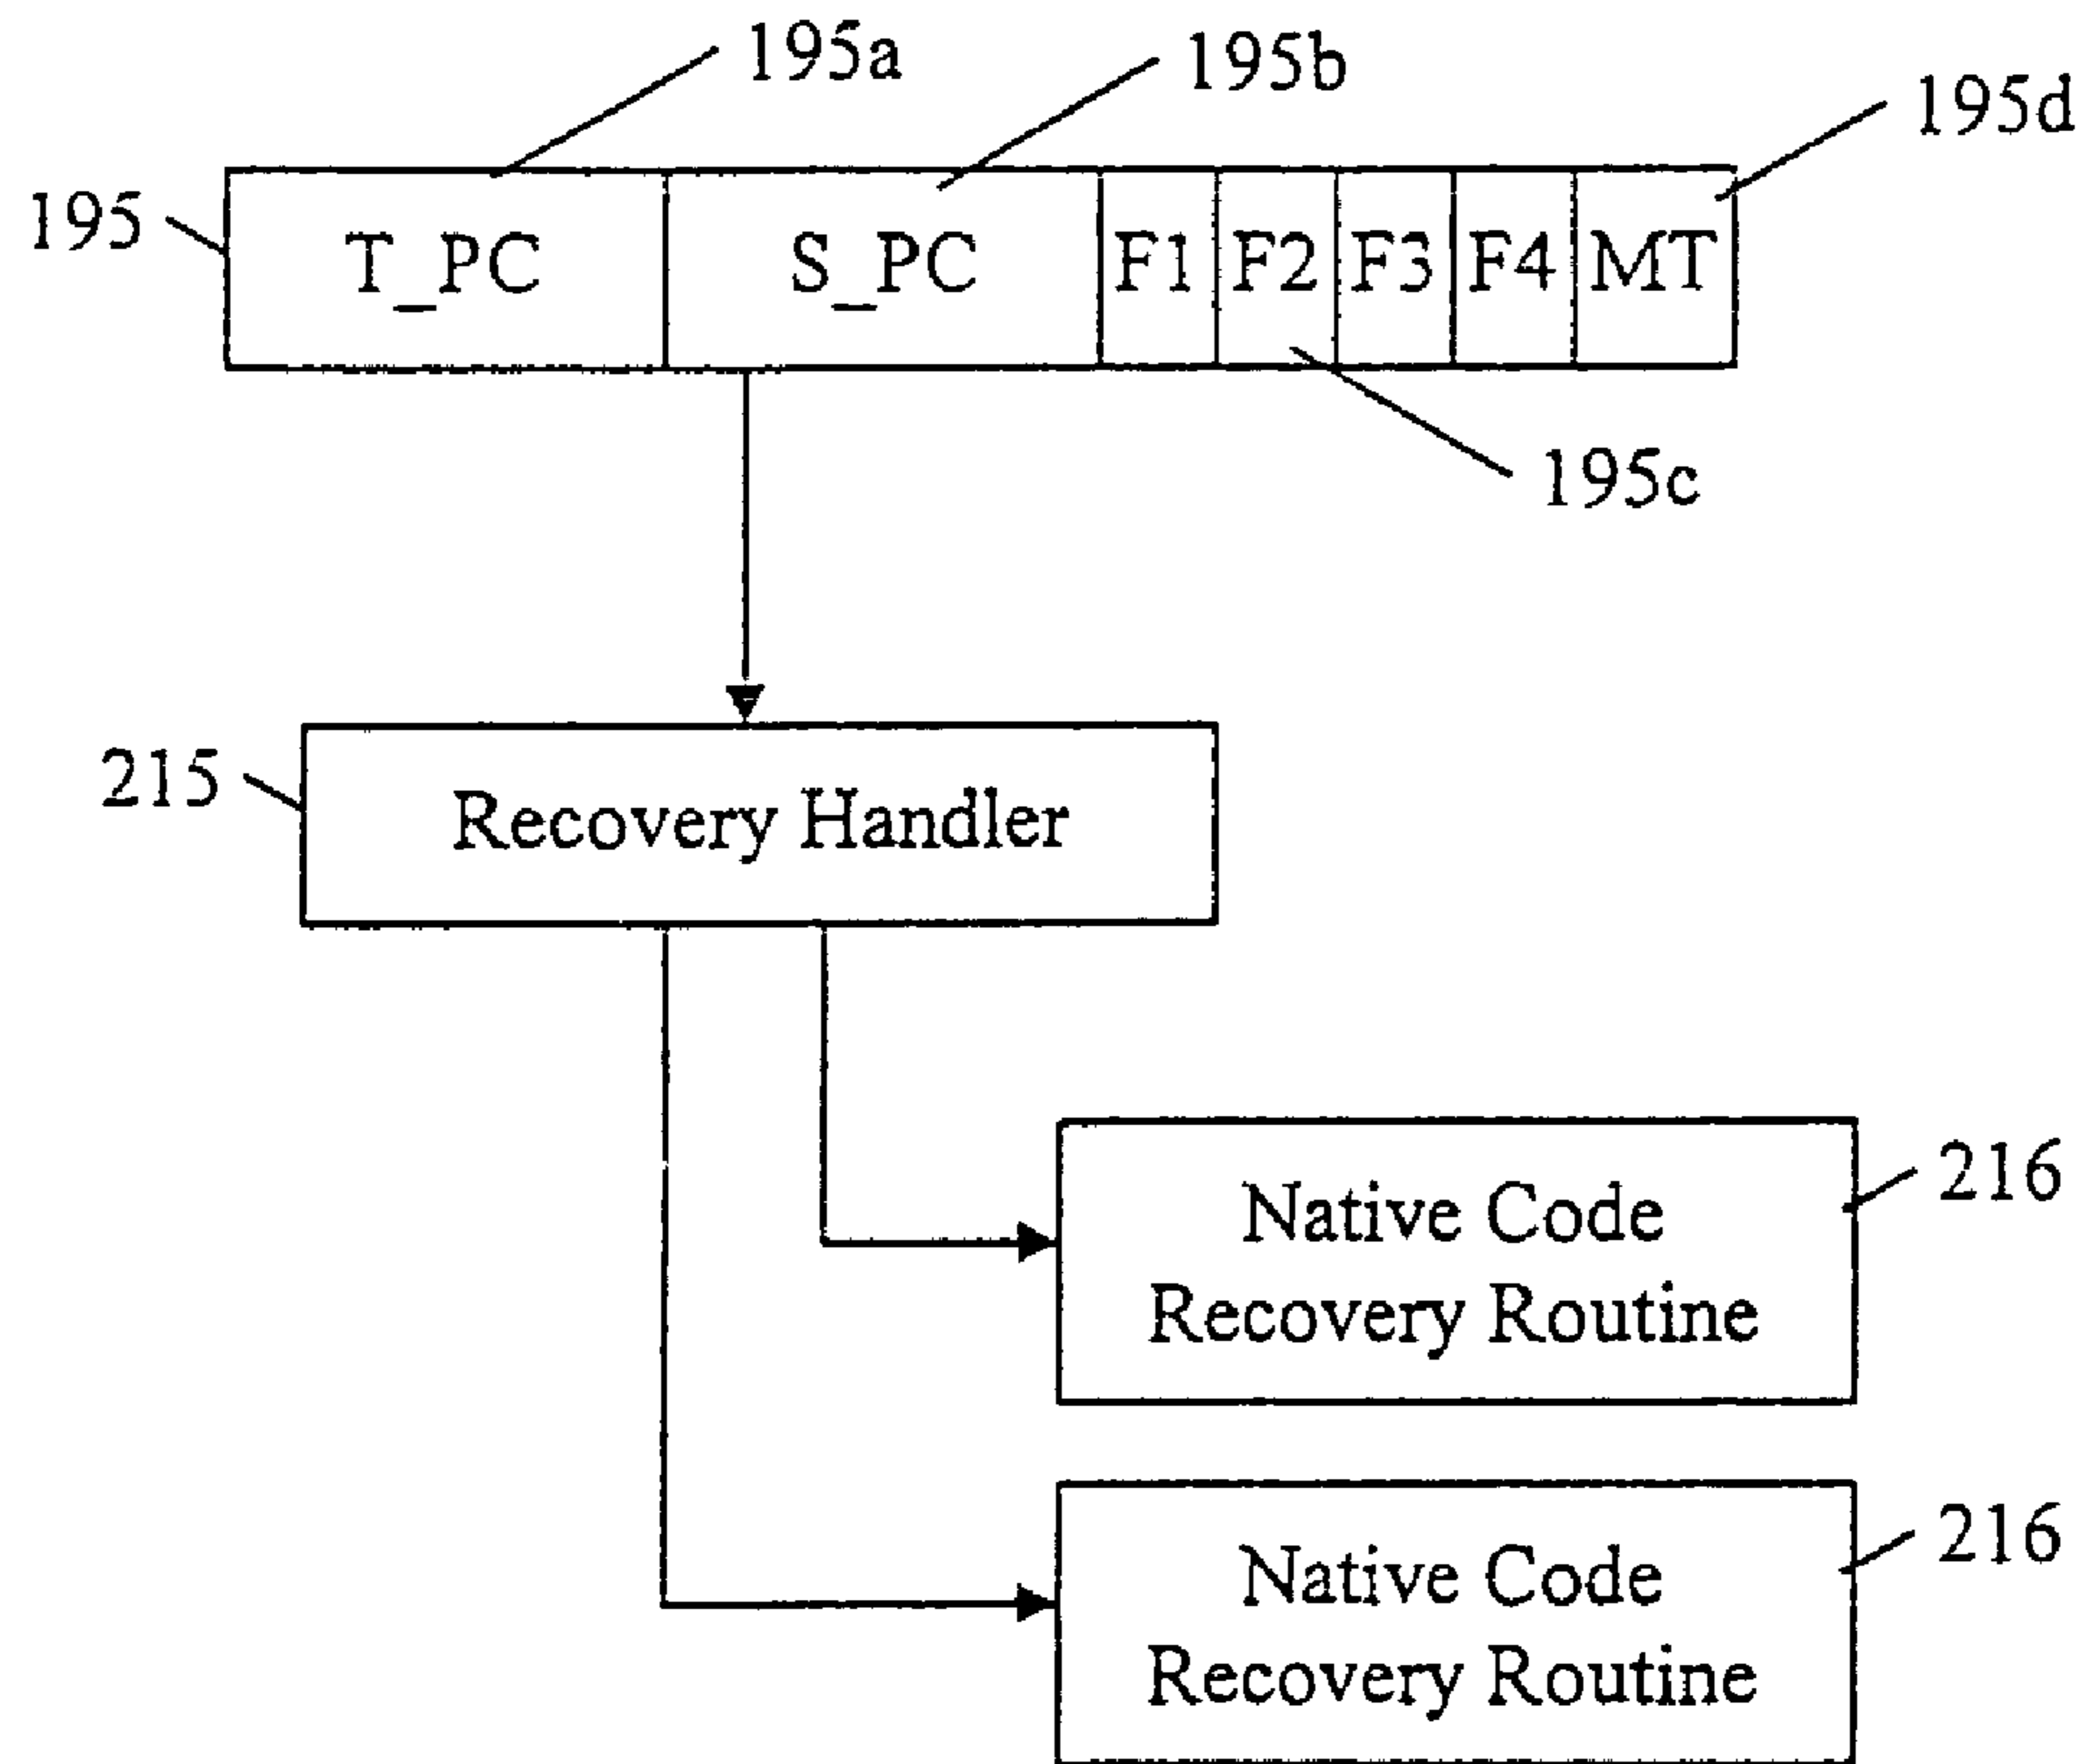 195a
195b
195d
195
T_PC
S_PC
F1
F2
F3
F4
MT
195c
215
Recovery Handler
Native Code
Recovery Routine
216
Native Code
Recovery Routine
216